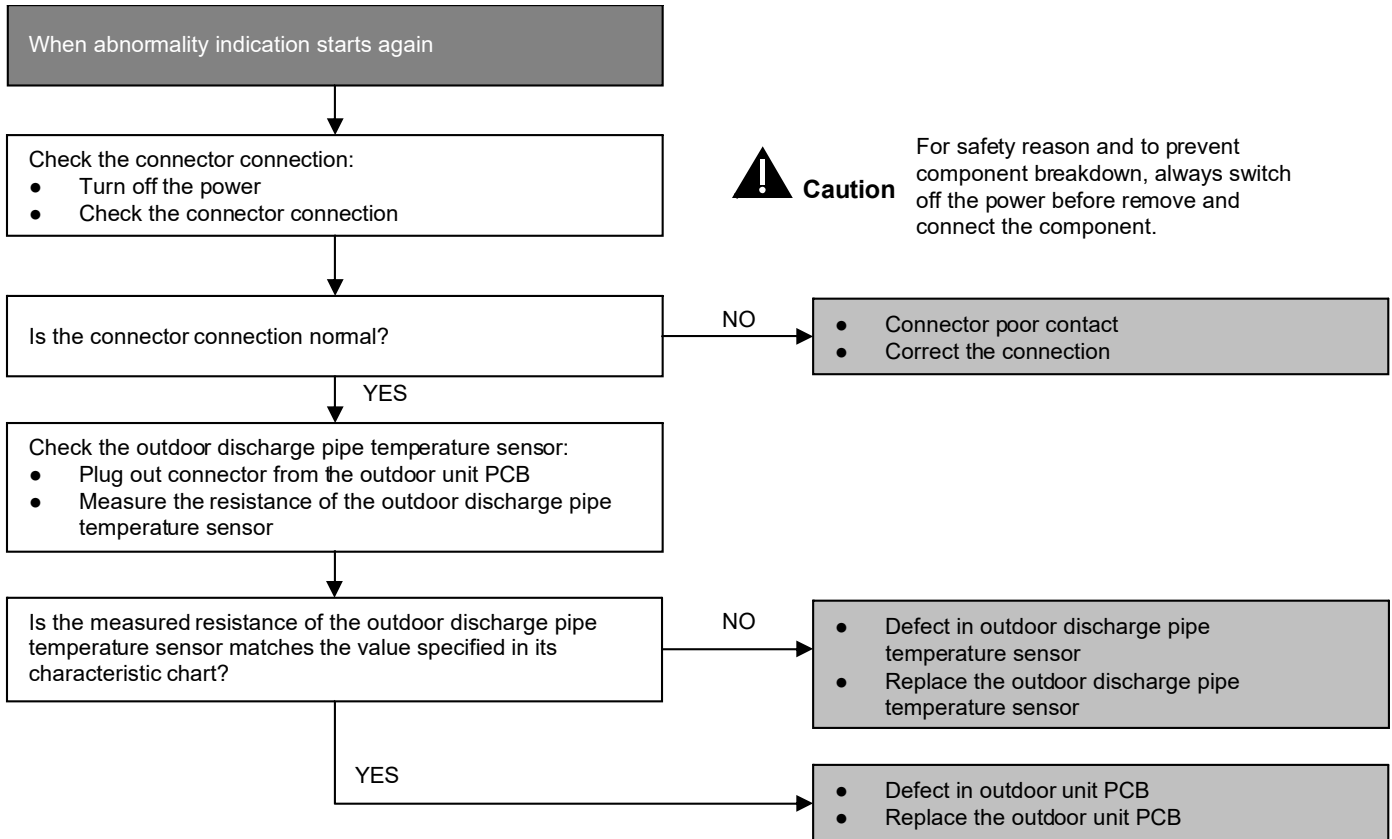 When abnormality indication starts again
Check the connector connection:
● Turn off the power
● Check the connector connection
Caution
For safety reason and to prevent
component breakdown, always switch
off the power before remove and
connect the component.
Is the connector connection normal?
NO
● Connector poor contact
● Correct the connection
YES
Check the outdoor discharge pipe temperature sensor:
● Plug out connector from the outdoor unit PCB
● Measure the resistance of the outdoor discharge pipe
temperature sensor
Is the measured resistance of the outdoor discharge pipe
temperature sensor matches the value specified in its
characteristic chart?
NO
● Defect in outdoor discharge pipe
temperature sensor
● Replace the outdoor discharge pipe
temperature sensor
YES
● Defect in outdoor unit PCB
● Replace the outdoor unit PCB